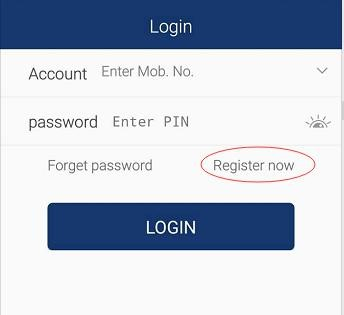 Login
Account Enter Mob. No.
password Enter PIN
Forget password Register now
LOGIN